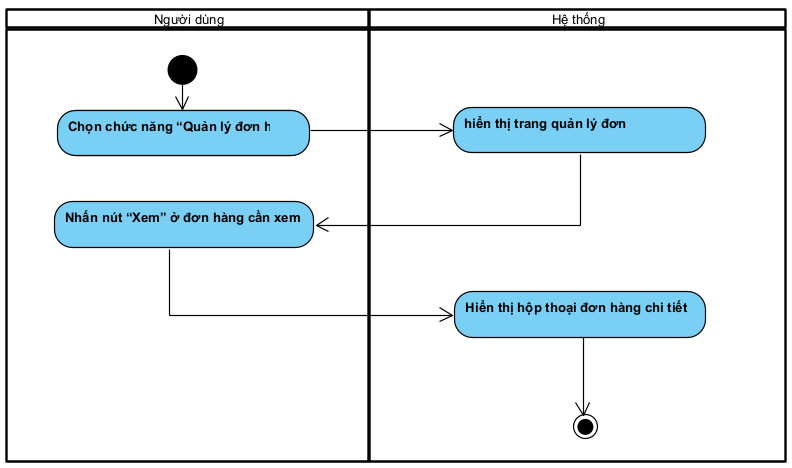 Người dùng
Hệ thống
Chọn chức năng “Quản lý đơn h
hiển thị trang quản lý đơn
Nhấn nút “Xem” ở đơn hàng cần xem
Hiển thị hộp thoại đơn hàng chi tiết